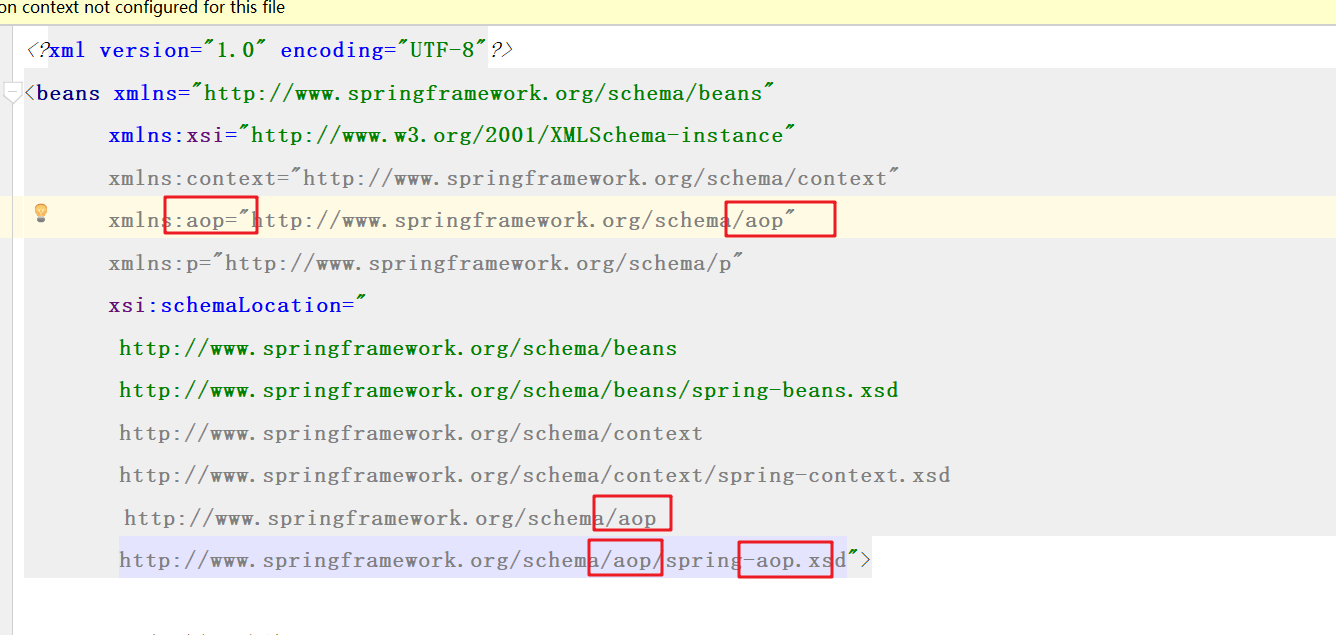 on context not configured for this file
<?xml version="1.0" encoding="UTF-8"?>
<beans xmlns="http://www.springframework.org/schema/beans"
xmlns:xsi="http://www.w3.org/2001/XMLSchema-instance"
xmlns:context="http://www.springframework.org/schema/context"
xmlns:aop="http://www.springframework.org/schema/aop"
xmlns:p="http://www.springframework.org/schema/p"
xsi:schemaLocation="
http://www.springframework.org/schema/beans
http://www.springframework.org/schema/beans/spring-beans.xsd
http://www.springframework.org/schema/context
http://www.springframework.org/schema/context/spring-context.xsd
http://www.springframework.org/schema/aop
http://www.springframework.org/schema/aop/spring-aop.xsd">